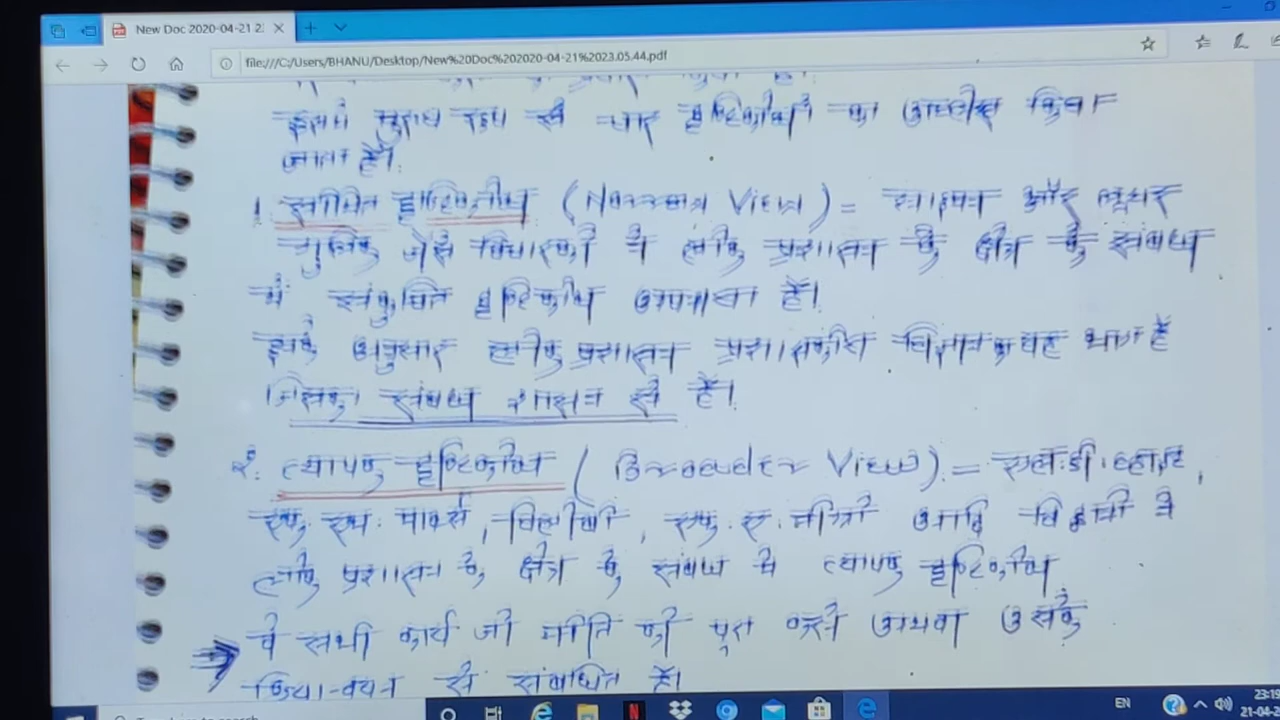 New Doc 2020-04-21 2
file:///C:/Users/BHANU/Desktop/New%20Doc%202020-04-21%2023.05.44.pdf
इसमें मुख्य रूप से चार दृष्टिकोणों का उल्लेख किया
जाता है।
1. सीमित दृष्टिकोण (Narrow View) = साइमन और लूथर
गुलिक जैसे विचारकों ने लोक प्रशासन के क्षेत्र के संबंध
में संकुचित दृष्टिकोण अपनाया है।
इसके अनुसार लोक प्रशासन प्रशासकीय विज्ञान का वह भाग है
जिसका संबंध शासन से है।
2. व्यापक दृष्टिकोण (Broader View). = एल.डी.व्हाइट,
एफ. एम. मार्क्स, विलोबी, एफ. ए. निग्रो आदि विद्वानों ने
लोक प्रशासन के क्षेत्र के संबंध में व्यापक दृष्टिकोण
वे सभी कार्य जो नीति को पूरा करने अथवा उसके
क्रियान्वयन से संबंधित है।
EN
23:19
21-04-2